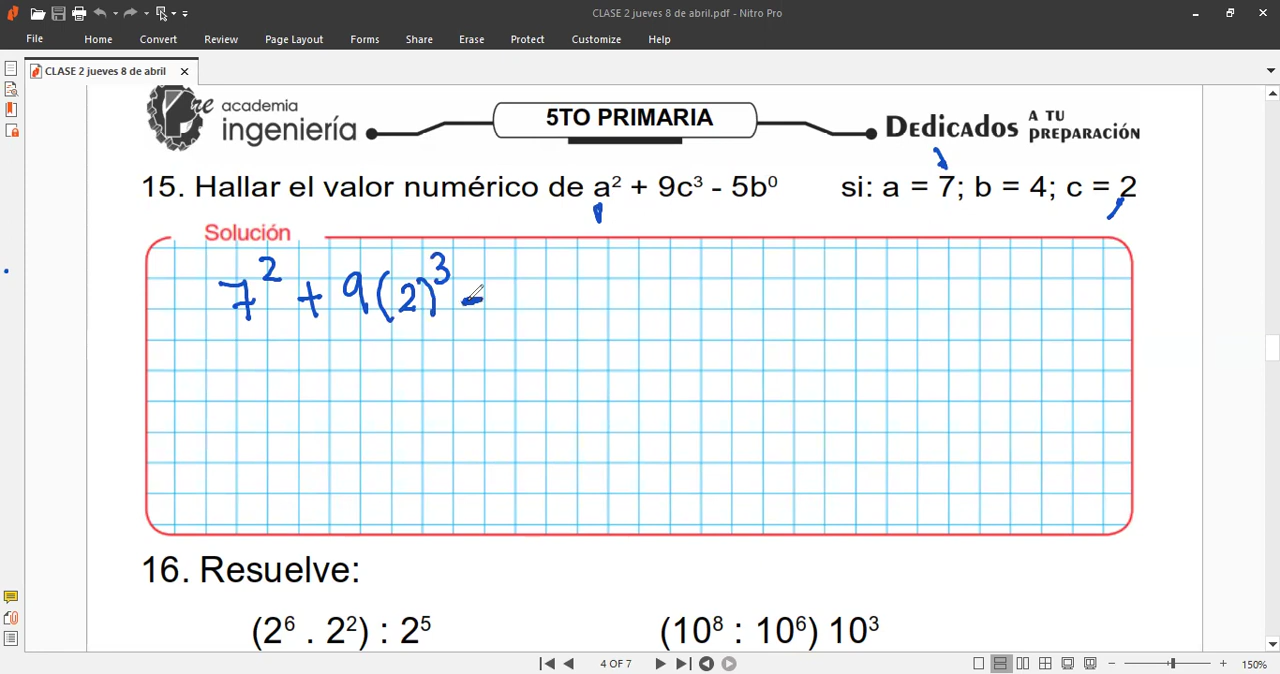 CLASE 2 jueves 8 de abril.pdf - Nitro Pro
File Home Convert Review Page Layout Forms Share Erase Protect Customize Help
CLASE 2 jueves 8 de abril
Pre academia ingeniería
5TO PRIMARIA
DEDICADOS A TU PREPARACIÓN
15. Hallar el valor numérico de a² + 9c³ - 5b⁰ si: a = 7; b = 4; c = 2
Solución
7² + 9(2)³ -
16. Resuelve:
(2⁶ . 2²) : 2⁵ (10⁸ : 10⁶) 10³
4 OF 7
150%